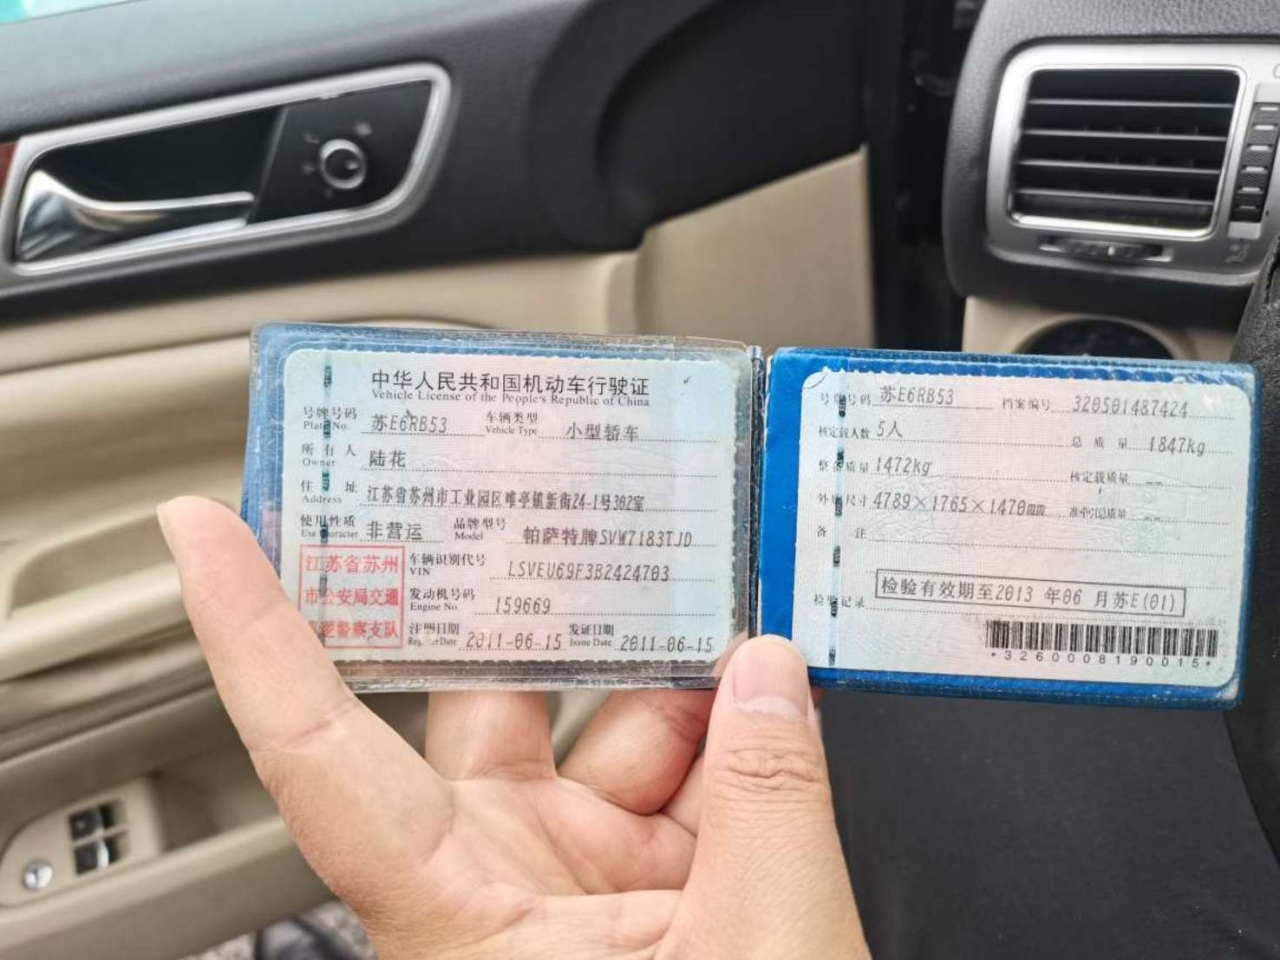 中华人民共和国机动车行驶证
Vehicle License of the People's Republic of China
号牌号码 苏E6RB53 车辆类型 小型轿车
Plate No. Vehicle Type
所有人 陆花
Owner
住址 江苏省苏州市工业园区唯亭镇新街24-1号302室
Address
使用性质 非营运 品牌型号 帕萨特牌SVW7183TJD
Use Character Model
江苏省苏州
市公安局交通
警察支队
车辆识别代号 LSVEU69F3B2424703
VIN
发动机号码 159669
Engine No.
注册日期 2011-06-15 发证日期 2011-06-15
Register Date Issue Date
号牌号码 苏E6RB53 档案编号 320501487424
核定载人数 5人 总质量 1847kg
整备质量 1472kg 核定载质量 --
外廓尺寸 4789×1765×1470mm 准牵引总质量 --
备注
检验记录 检验有效期至2013年06月苏E(01)
*3260008190015*